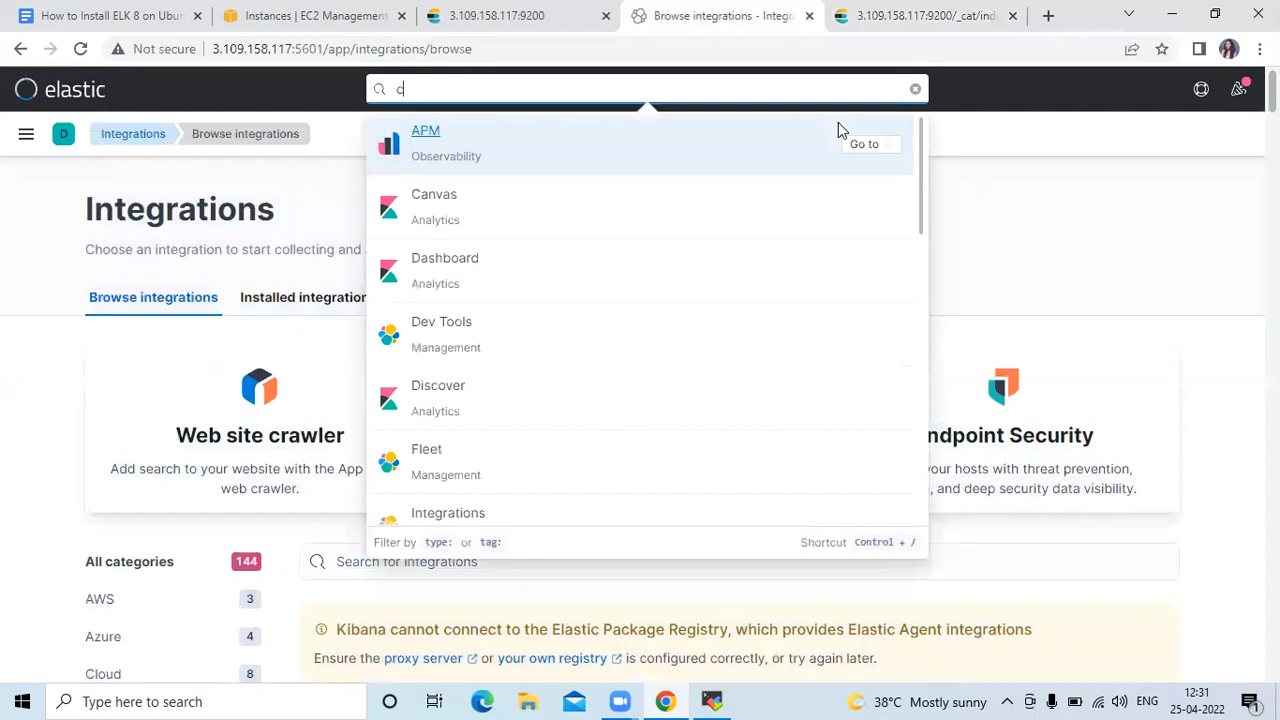 How to Install ELK 8 on Ubu
Instances | EC2 Management
3.109.158.117:9200
Browse integrations - Integr
3.109.158.117:9200/_cat/ind
Not secure
3.109.158.117:5601/app/integrations/browse
elastic
c
D
Integrations
Browse integrations
APM
Observability
Go to
Canvas
Analytics
Dashboard
Analytics
Dev Tools
Management
Discover
Analytics
Fleet
Management
Integrations
Filter by type: or tag:
Shortcut Control + /
Integrations
Choose an integration to start collecting and
Browse integrations
Installed integration
Web site crawler
Add search to your website with the App
web crawler.
ndpoint Security
your hosts with threat prevention,
, and deep security data visibility.
All categories
144
Search for integrations
AWS
3
Azure
4
Cloud
8
Kibana cannot connect to the Elastic Package Registry, which provides Elastic Agent integrations
Ensure the proxy server or your own registry is configured correctly, or try again later.
Type here to search
38°C Mostly sunny
ENG
12:31
25-04-2022
1